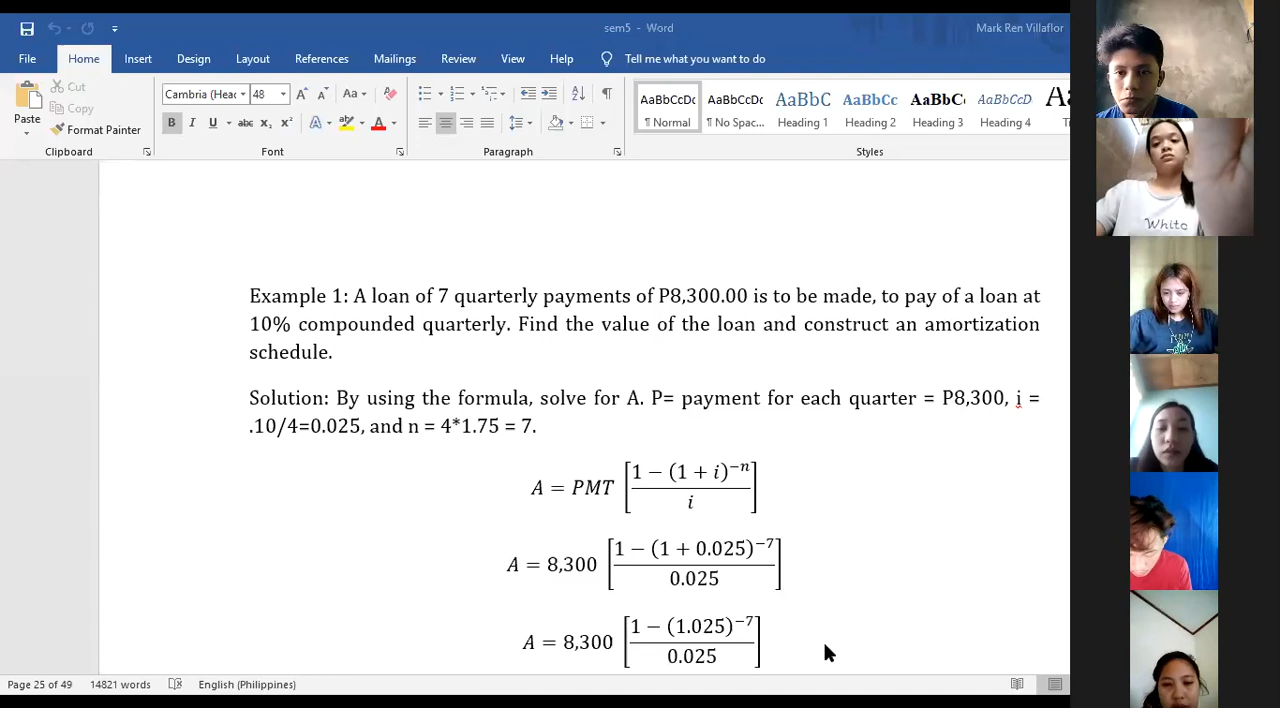 sem5 - Word
Mark Ren Villaflor
File Home Insert Design Layout References Mailings Review View Help Tell me what you want to do
Paste
Cut
Copy
Format Painter
Cambria (Heac 48
Aa
B I U abc x₂ x² A A
AaBbCcDc AaBbCcDc AaBbC AaBbCc AaBbC AaBbCcD
¶ Normal ¶ No Spac... Heading 1 Heading 2 Heading 3 Heading 4
Clipboard Font Paragraph Styles
Example 1: A loan of 7 quarterly payments of P8,300.00 is to be made, to pay of a loan at
10% compounded quarterly. Find the value of the loan and construct an amortization
schedule.
Solution: By using the formula, solve for A. P= payment for each quarter = P8,300, i =
.10/4=0.025, and n = 4*1.75 = 7.
A = PMT [(1 − (1 + i)⁻ⁿ) / i]
A = 8,300 [(1 − (1 + 0.025)⁻⁷) / 0.025]
A = 8,300 [(1 − (1.025)⁻⁷) / 0.025]
Page 25 of 49 14821 words English (Philippines)
White